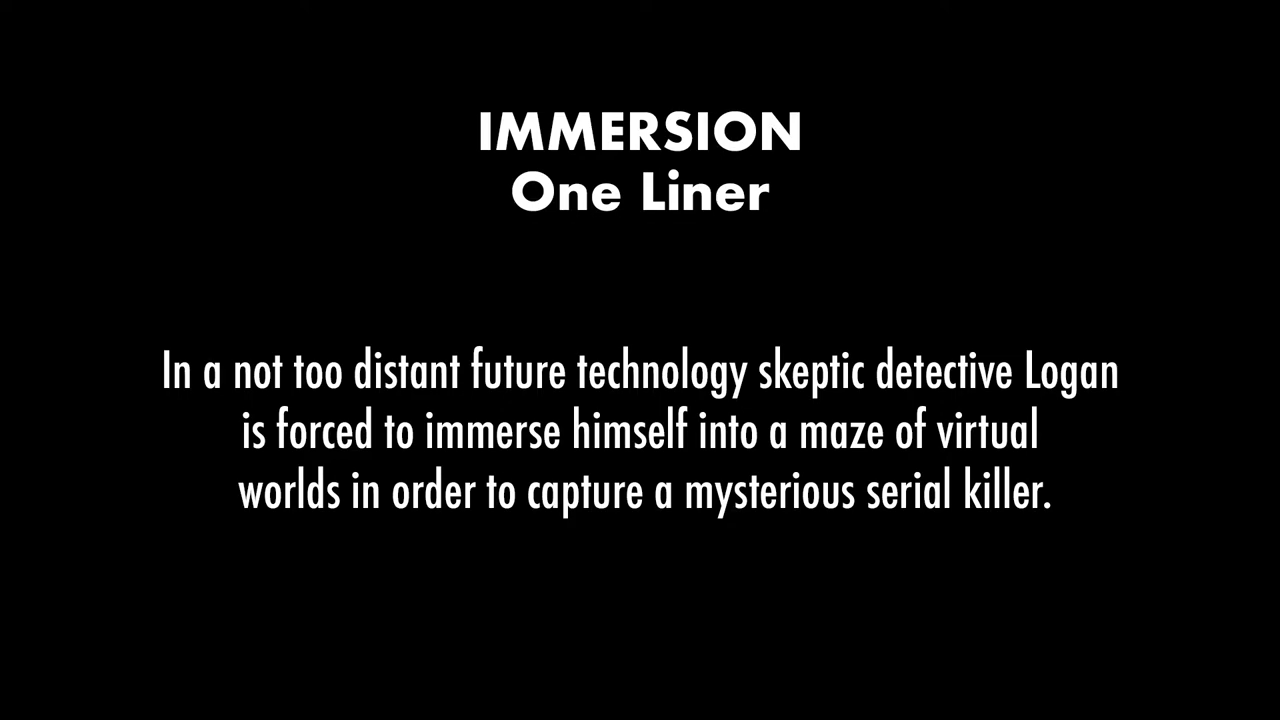 IMMERSION
One Liner
In a not too distant future technology skeptic detective Logan
is forced to immerse himself into a maze of virtual
worlds in order to capture a mysterious serial killer.